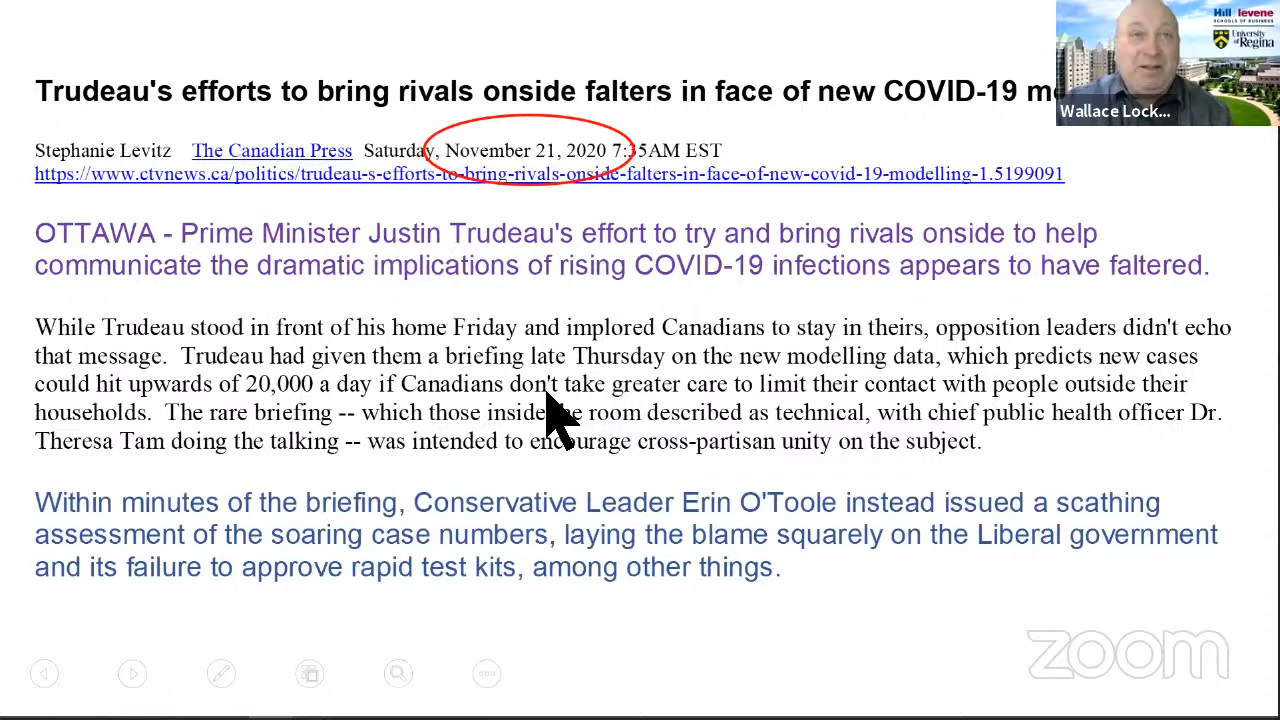 Hill levene
SCHOOLS OF BUSINESS
University
of Regina
Wallace Lock...
Trudeau's efforts to bring rivals onside falters in face of new COVID-19
Stephanie Levitz The Canadian Press Saturday, November 21, 2020 7:35AM EST
https://www.ctvnews.ca/politics/trudeau-s-efforts-to-bring-rivals-onside-falters-in-face-of-new-covid-19-modelling-1.5199091
OTTAWA - Prime Minister Justin Trudeau's effort to try and bring rivals onside to help
communicate the dramatic implications of rising COVID-19 infections appears to have faltered.
While Trudeau stood in front of his home Friday and implored Canadians to stay in theirs, opposition leaders didn't echo
that message. Trudeau had given them a briefing late Thursday on the new modelling data, which predicts new cases
could hit upwards of 20,000 a day if Canadians don't take greater care to limit their contact with people outside their
households. The rare briefing -- which those inside the room described as technical, with chief public health officer Dr.
Theresa Tam doing the talking -- was intended to encourage cross-partisan unity on the subject.
Within minutes of the briefing, Conservative Leader Erin O'Toole instead issued a scathing
assessment of the soaring case numbers, laying the blame squarely on the Liberal government
and its failure to approve rapid test kits, among other things.
zoom